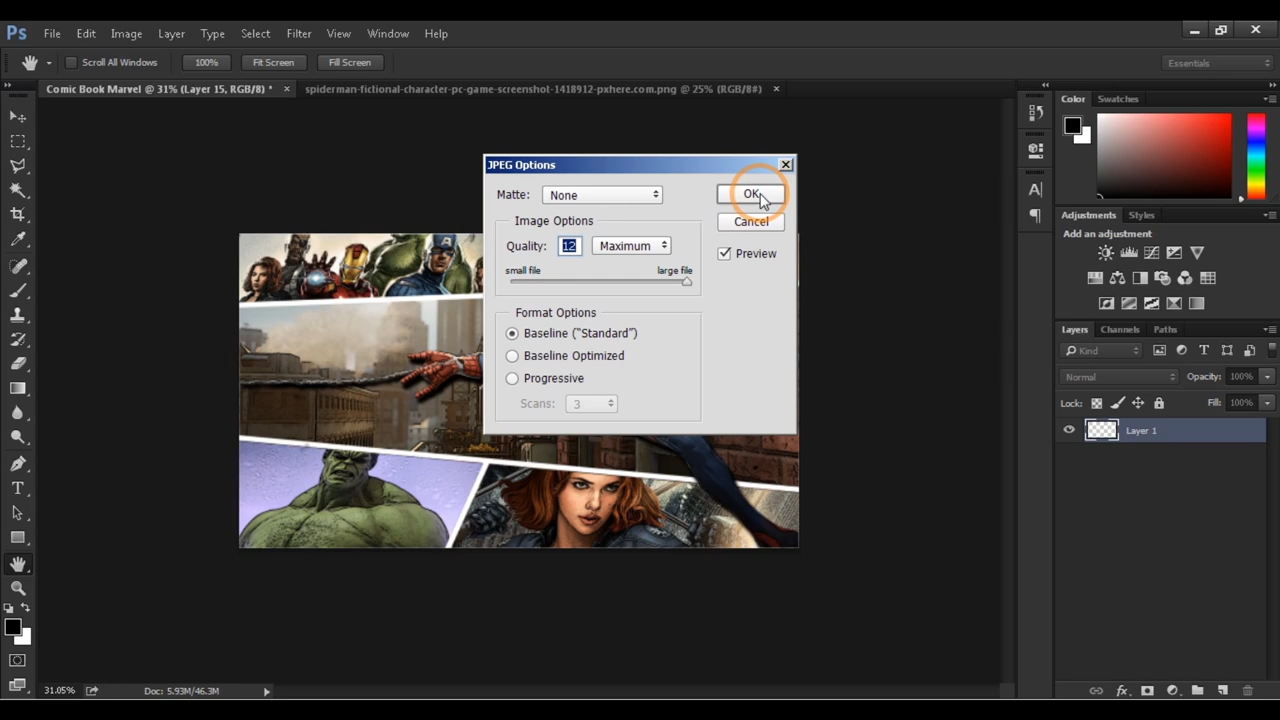 Ps File Edit Image Layer Type Select Filter View Window Help
Scroll All Windows 100% Fit Screen Fill Screen Essentials
Comic Book Marvel @ 31% (Layer 15, RGB/8) * × spiderman-fictional-character-pc-game-screenshot-1418912-pxhere.com.png @ 25% (RGB/8#) ×
JPEG Options
Matte: None
OK
Cancel
Preview
Image Options
Quality: 12 Maximum
small file large file
Format Options
Baseline ("Standard")
Baseline Optimized
Progressive
Scans: 3
Color Swatches
Adjustments Styles
Add an adjustment
Layers Channels Paths
Kind
Normal Opacity: 100%
Lock: Fill: 100%
Layer 1
31.05% Doc: 5.93M/46.3M